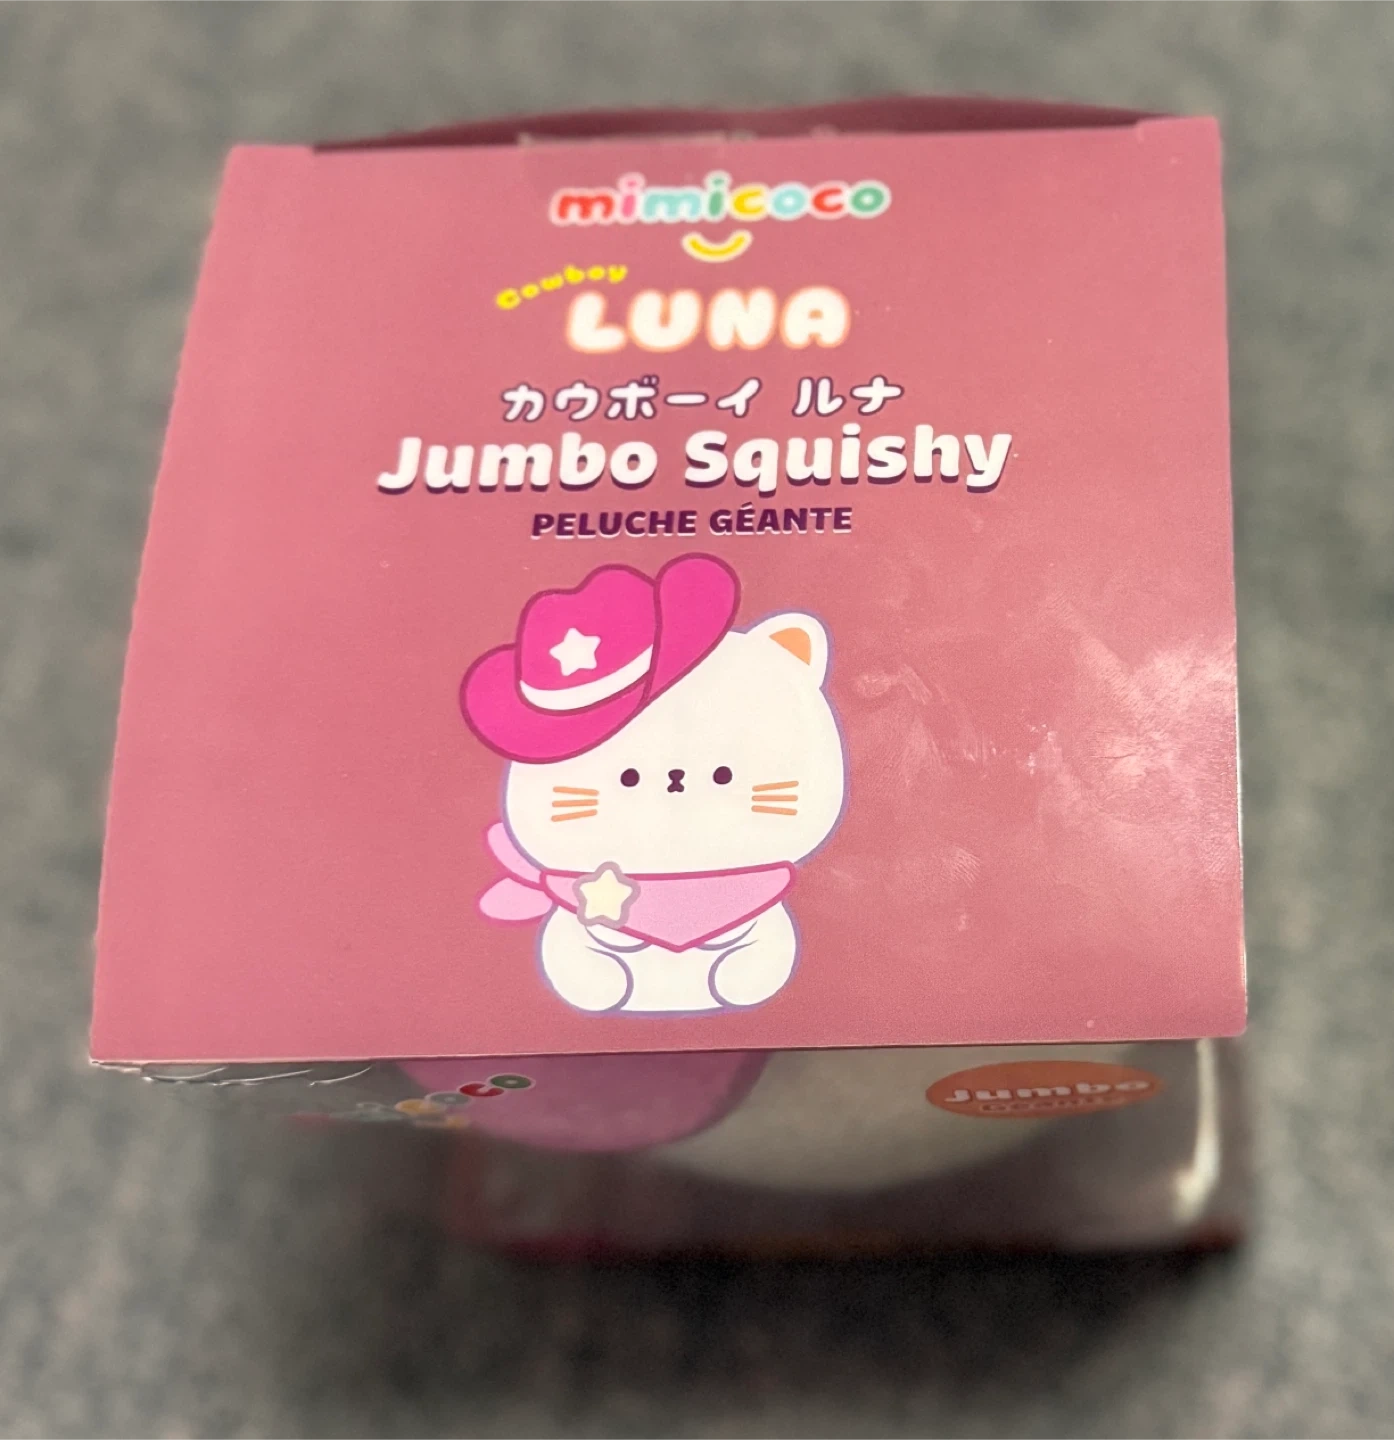 mimicoco
Cowboy
LUNA
カウボーイ ルナ
Jumbo Squishy
PELUCHE GÉANTE
Jumbo